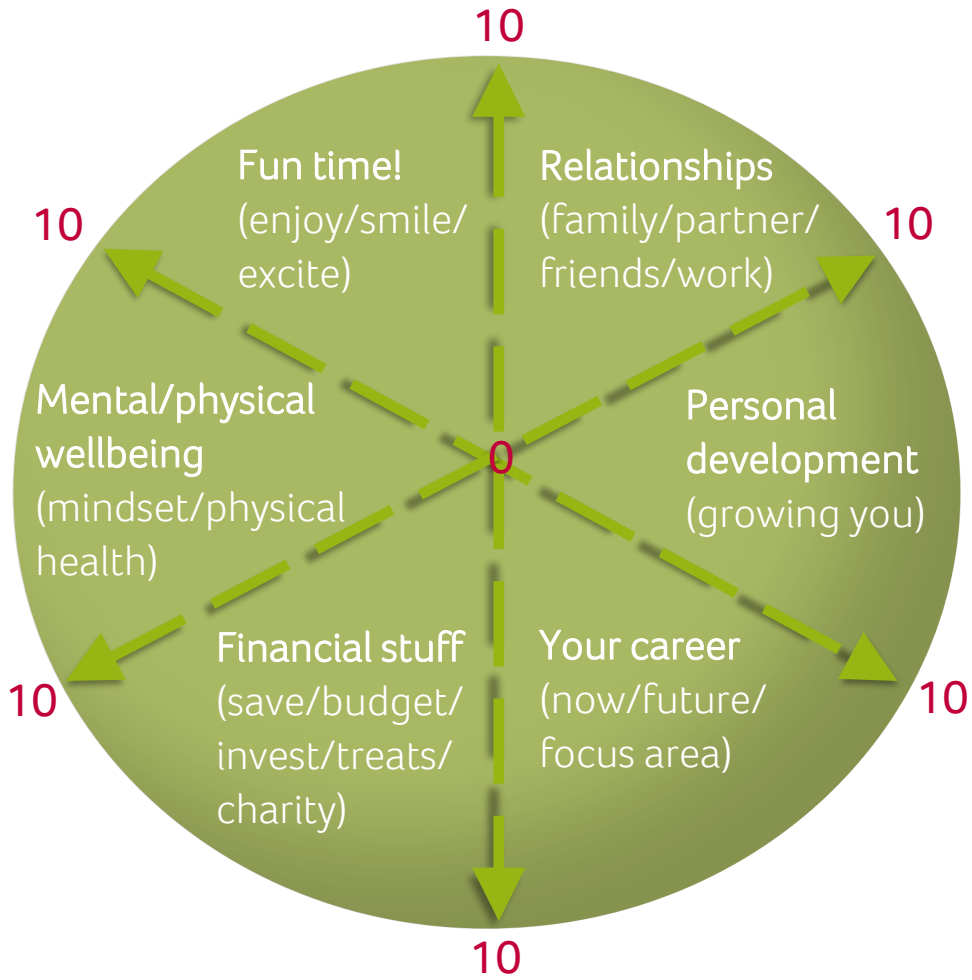 10
Fun time!
(enjoy/smile/
excite)
Relationships
(family/partner/
friends/work)
10
10
Mental/physical
wellbeing
(mindset/physical
health)
0
Personal
development
(growing you)
Financial stuff
(save/budget/
invest/treats/
charity)
Your career
(now/future/
focus area)
10
10
10